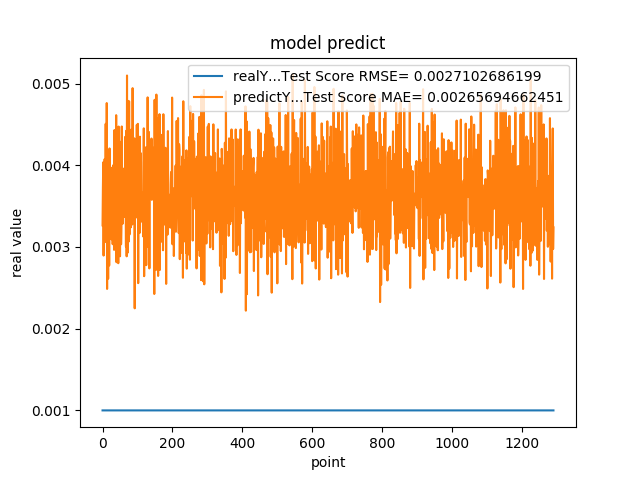 model predict
realY...Test Score RMSE= 0.0027102686199
predictY...Test Score MAE= 0.00265694662451
0.005
0.004
0.003
0.002
0.001
real value
0 200 400 600 800 1000 1200
point